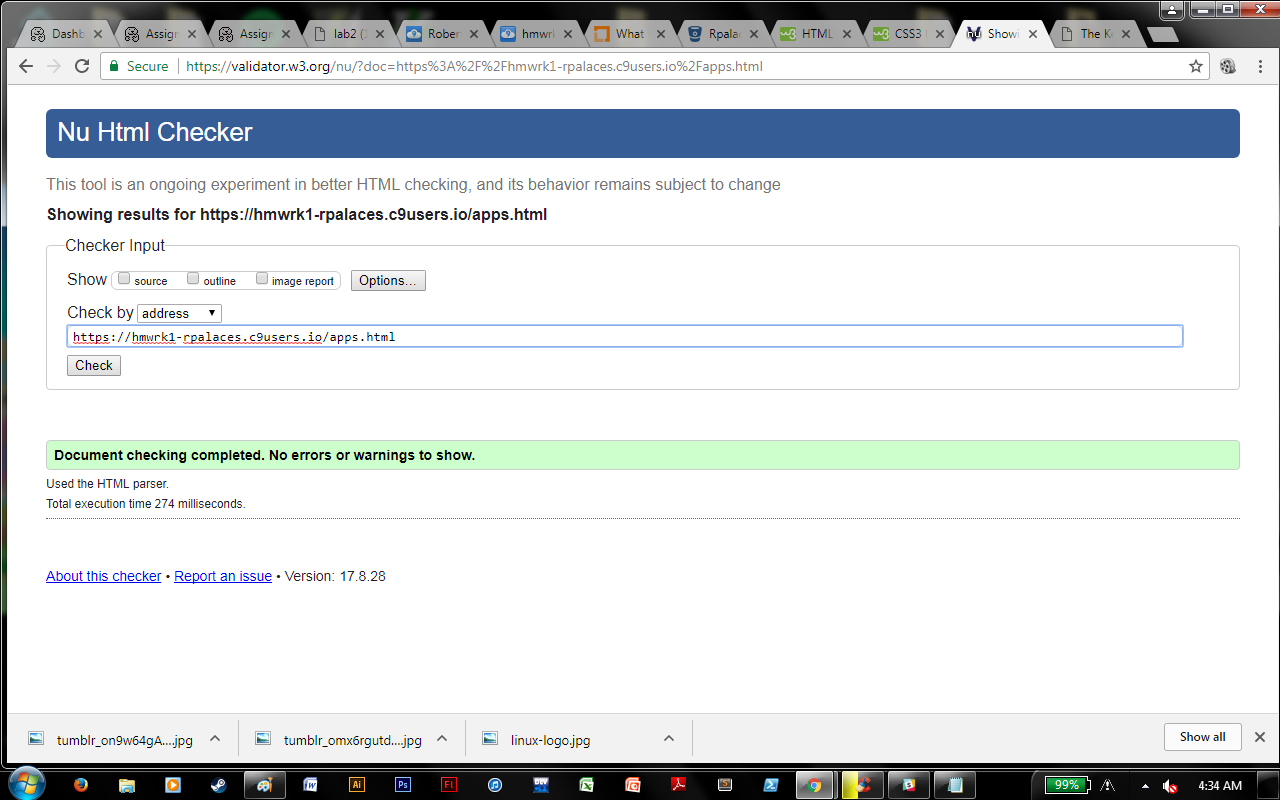 Dashb
Assign
Assign
lab2 (
Rober
hmwrk
What
Rpala
HTML
CSS3
Showi
The K
Secure
https://validator.w3.org/nu/?doc=https%3A%2F%2Fhmwrk1-rpalaces.c9users.io%2Fapps.html
Nu Html Checker
This tool is an ongoing experiment in better HTML checking, and its behavior remains subject to change
Showing results for https://hmwrk1-rpalaces.c9users.io/apps.html
Checker Input
Show source outline image report Options...
Check by address
https://hmwrk1-rpalaces.c9users.io/apps.html
Check
Document checking completed. No errors or warnings to show.
Used the HTML parser.
Total execution time 274 milliseconds.
About this checker • Report an issue • Version: 17.8.28
tumblr_on9w64gA....jpg
tumblr_omx6rgutd....jpg
linux-logo.jpg
Show all
Ai
Ps
Fl
DEV
99%
4:34 AM